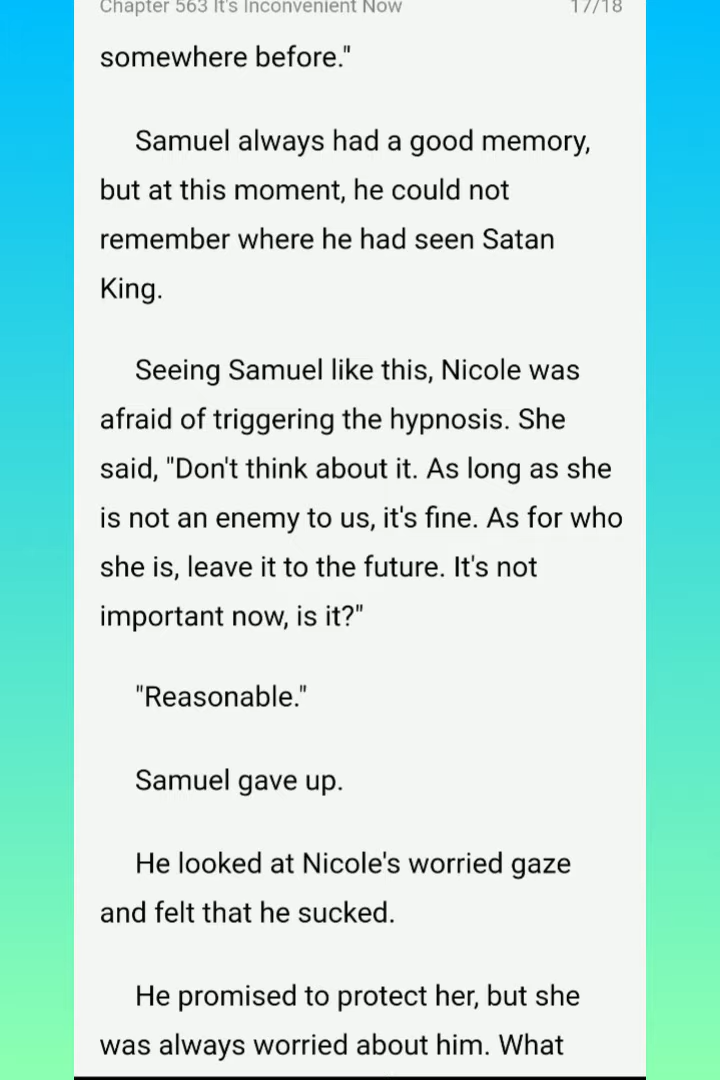 Chapter 563 It's Inconvenient Now 17/18
somewhere before."
Samuel always had a good memory,
but at this moment, he could not
remember where he had seen Satan
King.
Seeing Samuel like this, Nicole was
afraid of triggering the hypnosis. She
said, "Don't think about it. As long as she
is not an enemy to us, it's fine. As for who
she is, leave it to the future. It's not
important now, is it?"
"Reasonable."
Samuel gave up.
He looked at Nicole's worried gaze
and felt that he sucked.
He promised to protect her, but she
was always worried about him. What